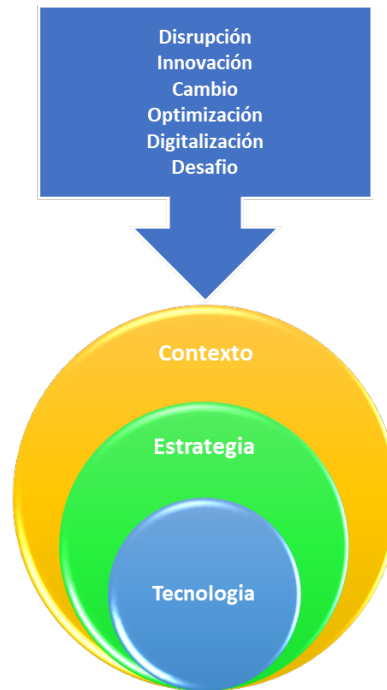 Disrupción
Innovación
Cambio
Optimización
Digitalización
Desafio
Contexto
Estrategia
Tecnologia